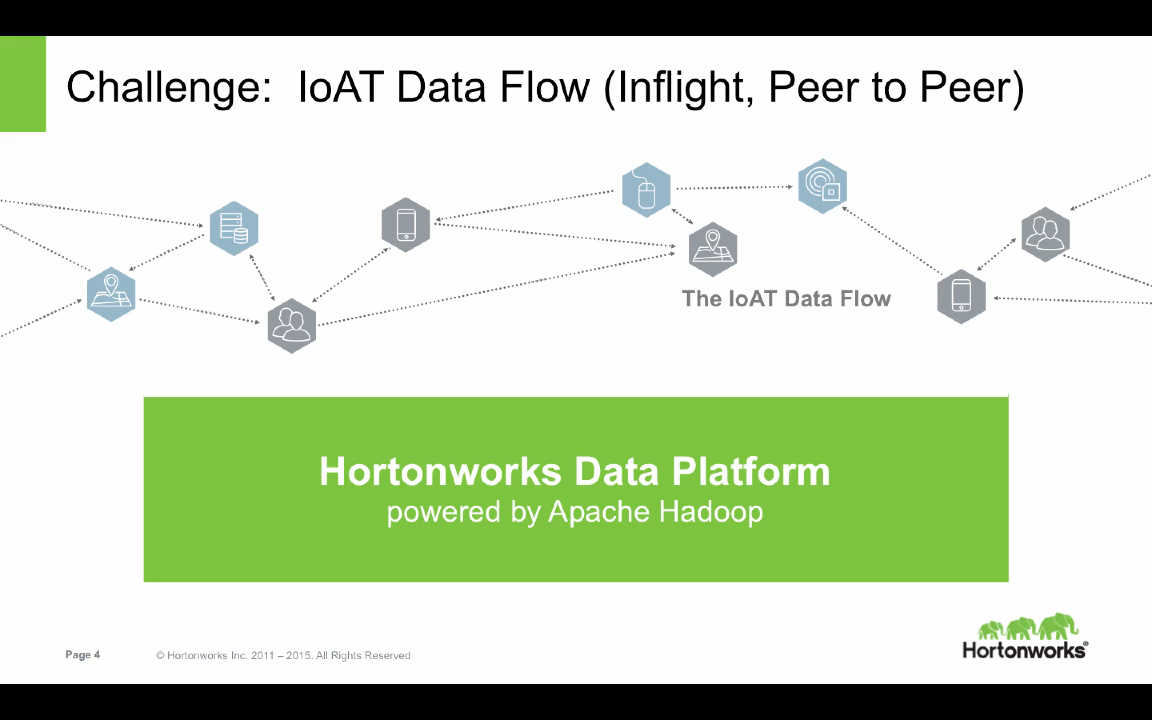 Challenge:  IoAT Data Flow (Inflight, Peer to Peer)
The IoAT Data Flow
Hortonworks Data Platform
powered by Apache Hadoop
Page 4
© Hortonworks Inc. 2011 – 2015. All Rights Reserved
Hortonworks®